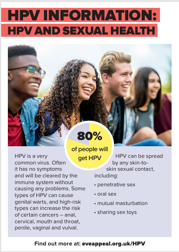 HPV INFORMATION:
HPV AND SEXUAL HEALTH
80%
of people will
get HPV
HPV is a very
common virus. Often
it has no symptoms
and will be cleared by the
immune system without
causing any problems. Some
types of HPV can cause
genital warts, and high-risk
types can increase the risk
of certain cancers – anal,
cervical, mouth and throat,
penile, vaginal and vulval.
HPV can be spread
by any skin-to-
skin sexual contact,
including:
• penetrative sex
• oral sex
• mutual masturbation
• sharing sex toys
Find out more at: eveappeal.org.uk/HPV